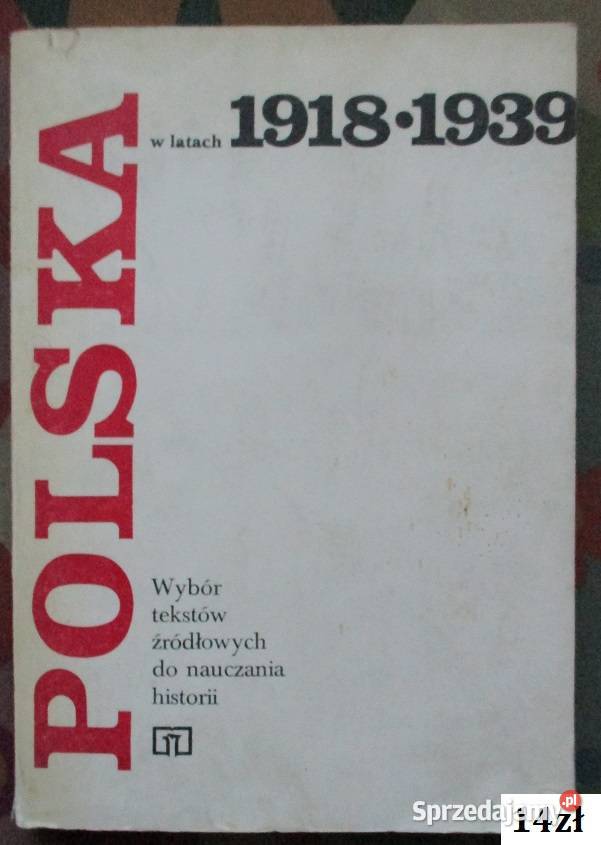 POLSKA
w latach 1918•1939
Wybór
tekstów
źródłowych
do nauczania
historii
Sprzedajemy.pl
14zł